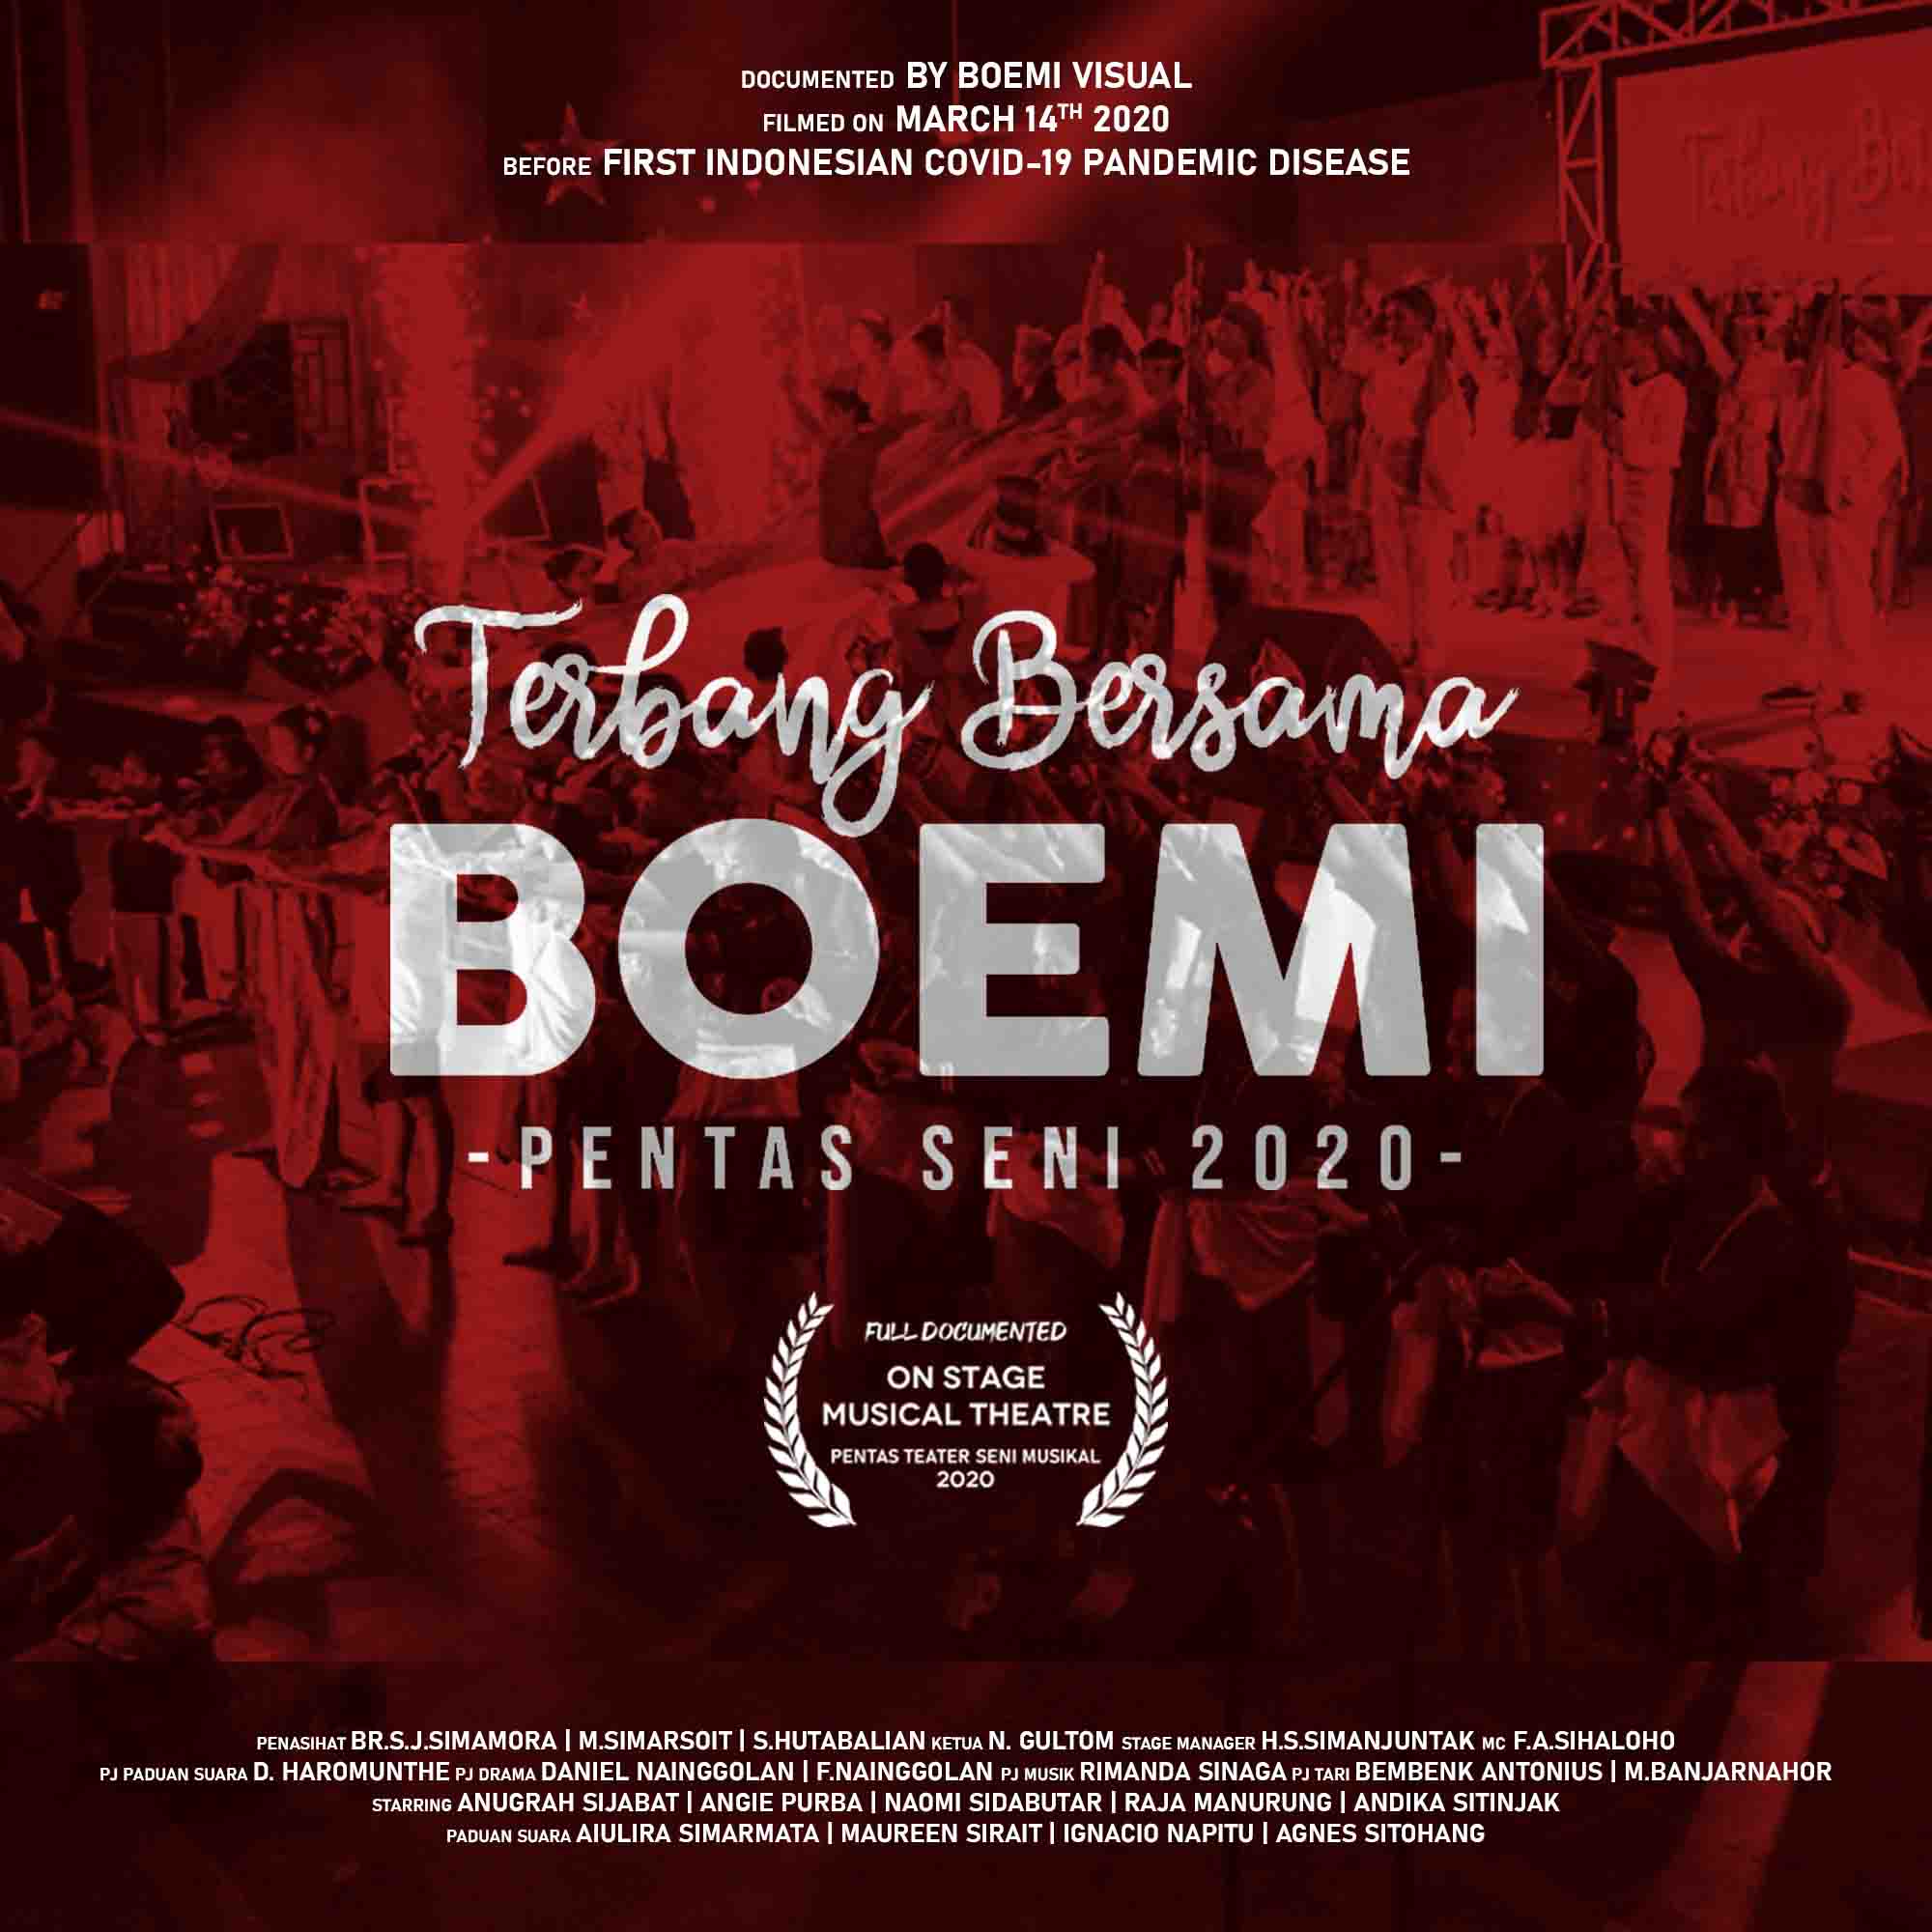 DOCUMENTED BY BOEMI VISUAL
FILMED ON MARCH 14TH 2020
BEFORE FIRST INDONESIAN COVID-19 PANDEMIC DISEASE
Terbang
Terbang Bersama
BOEMI
-PENTAS SENI 2020-
FULL DOCUMENTED
ON STAGE
MUSICAL THEATRE
PENTAS TEATER SENI MUSIKAL
2020
PENASIHAT BR.S.J.SIMAMORA | M.SIMARSOIT | S.HUTABALIAN KETUA N. GULTOM STAGE MANAGER H.S.SIMANJUNTAK MC F.A.SIHALOHO
PJ PADUAN SUARA D. HAROMUNTHE PJ DRAMA DANIEL NAINGGOLAN | F.NAINGGOLAN PJ MUSIK RIMANDA SINAGA PJ TARI BEMBENK ANTONIUS | M.BANJARNAHOR
STARRING ANUGRAH SIJABAT | ANGIE PURBA | NAOMI SIDABUTAR | RAJA MANURUNG | ANDIKA SITINJAK
PADUAN SUARA AIULIRA SIMARMATA | MAUREEN SIRAIT | IGNACIO NAPITU | AGNES SITOHANG